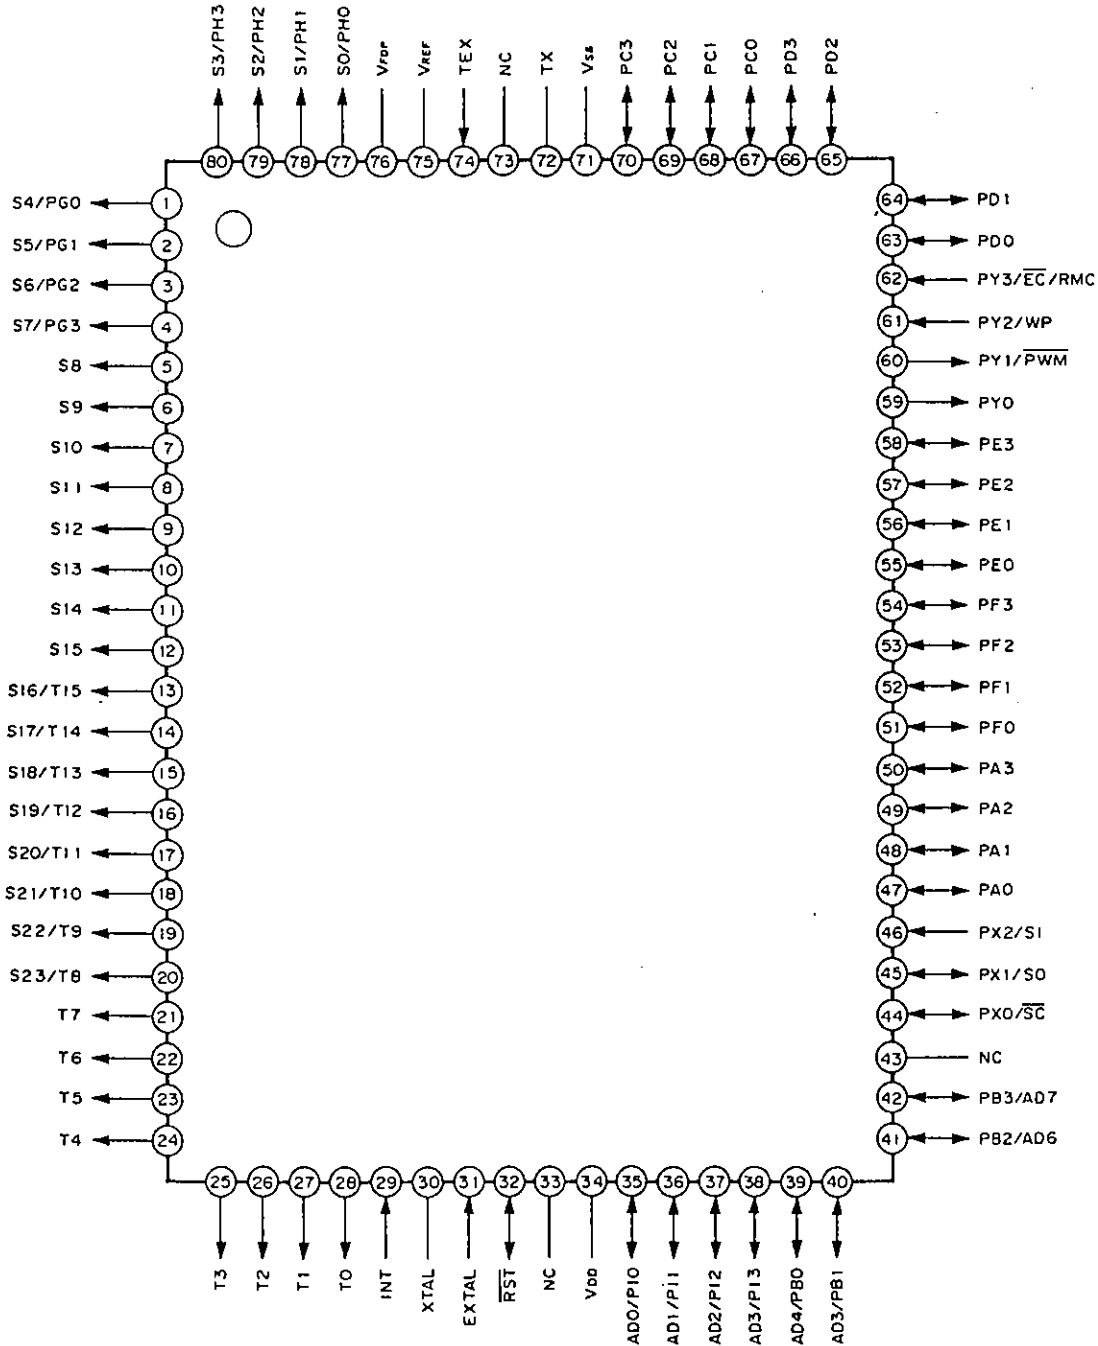 S3/PH3
S2/PH2
S1/PH1
S0/PH0
VFDP
VREF
TEX
NC
TX
VSS
PC3
PC2
PC1
PC0
PD3
PD2
80
79
78
77
76
75
74
73
72
71
70
69
68
67
66
65
S4/PG0
1
S5/PG1
2
S6/PG2
3
S7/PG3
4
S8
5
S9
6
S10
7
S11
8
S12
9
S13
10
S14
11
S15
12
S16/T15
13
S17/T14
14
S18/T13
15
S19/T12
16
S20/T11
17
S21/T10
18
S22/T9
19
S23/T8
20
T7
21
T6
22
T5
23
T4
24
64
PD1
63
PD0
62
PY3/EC/RMC
61
PY2/WP
60
PY1/PWM
59
PY0
58
PE3
57
PE2
56
PE1
55
PE0
54
PF3
53
PF2
52
PF1
51
PF0
50
PA3
49
PA2
48
PA1
47
PA0
46
PX2/SI
45
PX1/SO
44
PX0/SC
43
NC
42
PB3/AD7
41
PB2/AD6
25
26
27
28
29
30
31
32
33
34
35
36
37
38
39
40
T3
T2
T1
T0
INT
XTAL
EXTAL
RST
NC
VDD
AD0/PI0
AD1/PI1
AD2/PI2
AD3/PI3
AD4/PB0
AD3/PB1